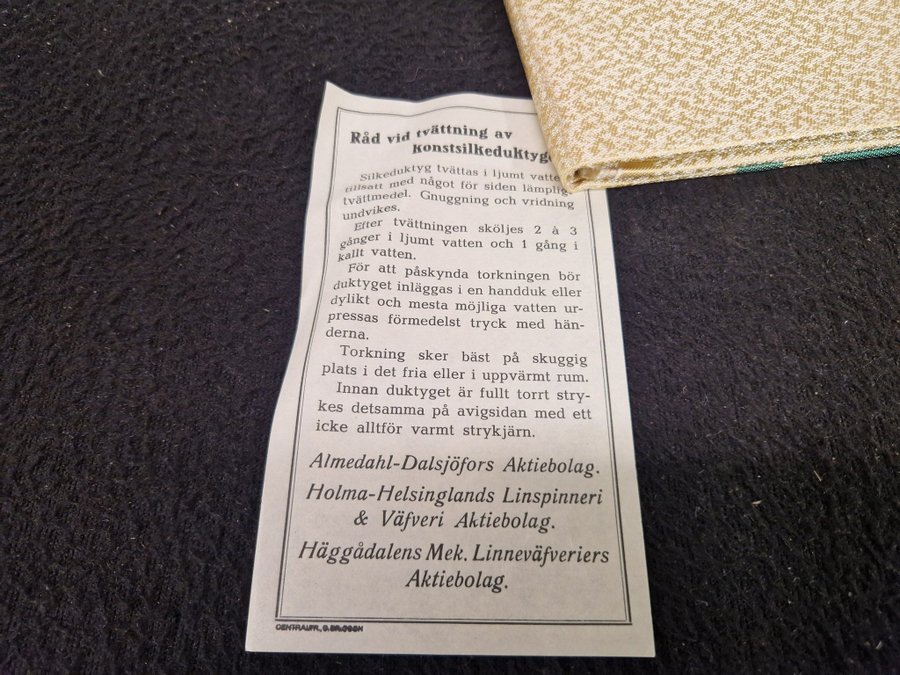 Råd vid tvättning av
konstsilkeduktyg
Silkeduktyg tvättas i ljumt vatten
tillsatt med något för siden lämpligt
tvättmedel. Gnuggning och vridning
undvikes.
Efter tvättningen sköljes 2 à 3
gånger i ljumt vatten och 1 gång i
kallt vatten.
För att påskynda torkningen bör
duktyget inläggas i en handduk eller
dylikt och mesta möjliga vatten ur-
pressas förmedelst tryck med hän-
derna.
Torkning sker bäst på skuggig
plats i det fria eller i uppvärmt rum.
Innan duktyget är fullt torrt stry-
kes detsamma på avigsidan med ett
icke alltför varmt strykjärn.
Almedahl-Dalsjöfors Aktiebolag.
Holma-Helsinglands Linspinneri
& Väfveri Aktiebolag.
Häggådalens Mek. Linneväfveriers
Aktiebolag.